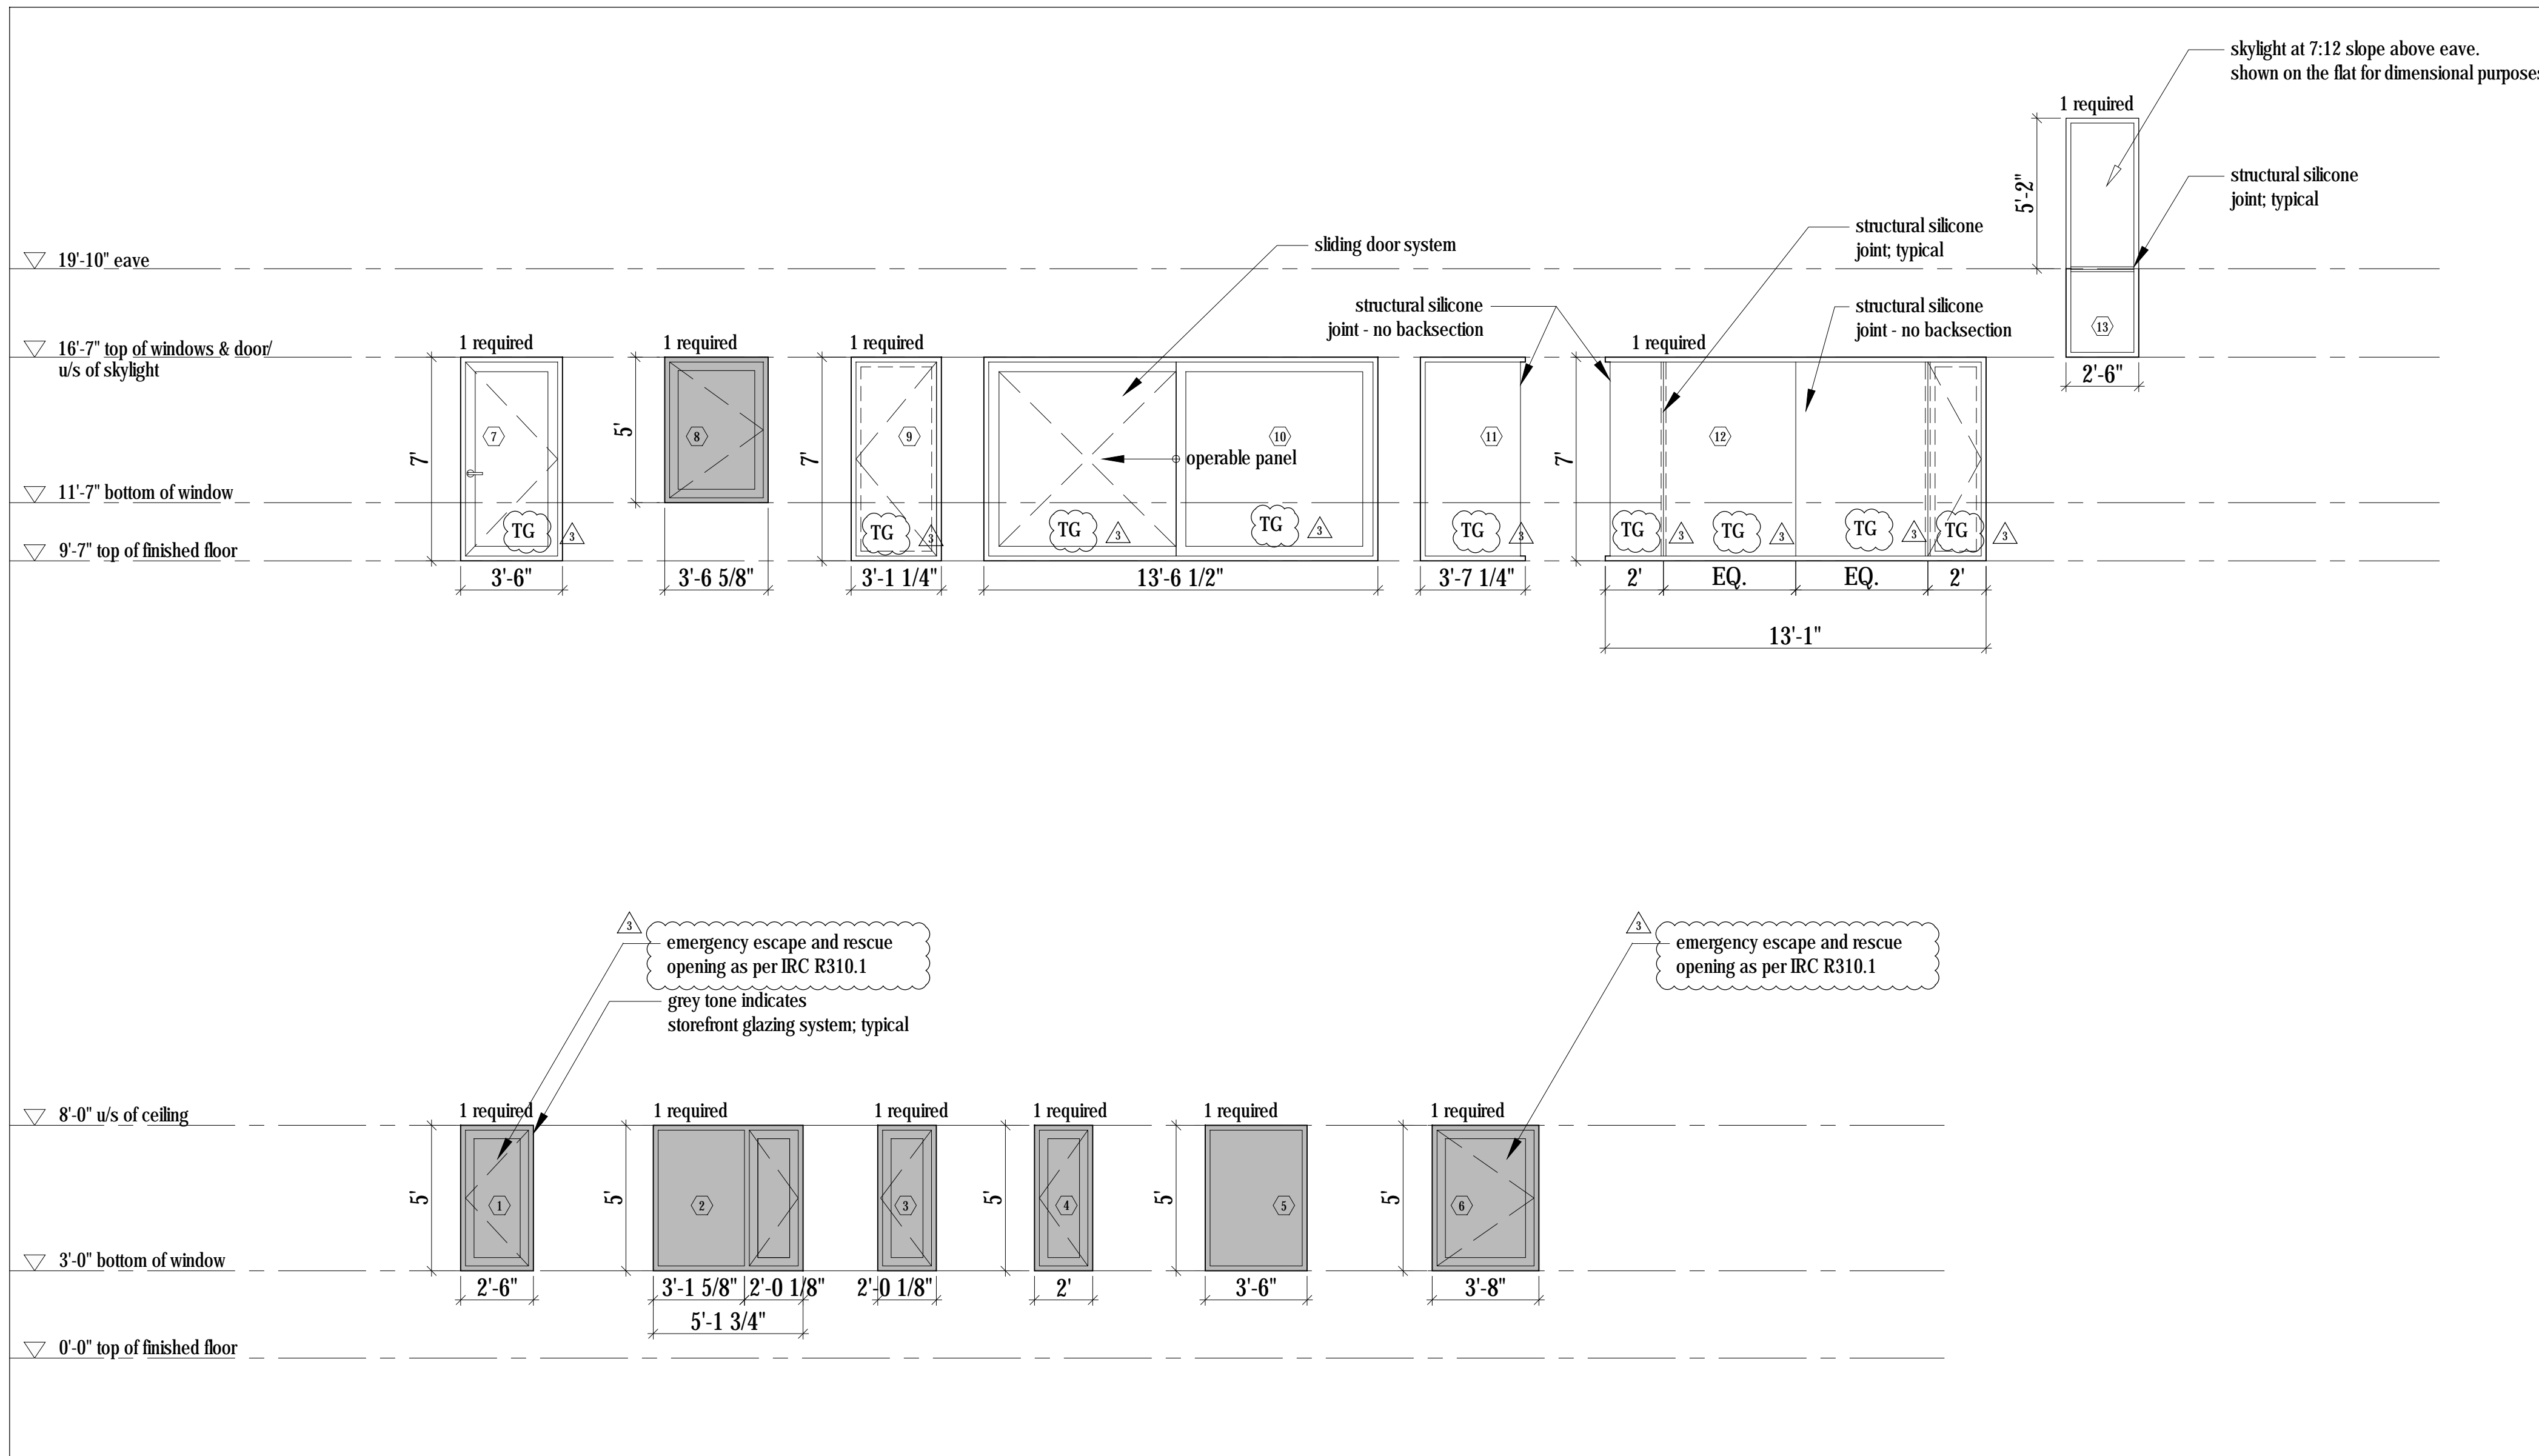 skylight at 7:12 slope above eave.
shown on the flat for dimensional purposes
1 required
5'-2"
structural silicone
joint; typical
13
2'-6"
19'-10" eave
sliding door system
structural silicone
joint; typical
structural silicone
joint - no backsection
structural silicone
joint - no backsection
16'-7" top of windows & door/
u/s of skylight
1 required
1 required
1 required
1 required
7'
7
5'
8
7'
9
10
operable panel
11
7'
12
11'-7" bottom of window
TG
3
TG
3
TG
3
TG
3
TG
3
TG
3
TG
3
TG
3
TG
3
9'-7" top of finished floor
3'-6"
3'-6 5/8"
3'-1 1/4"
13'-6 1/2"
3'-7 1/4"
2'
EQ.
EQ.
2'
13'-1"
3
emergency escape and rescue
opening as per IRC R310.1
grey tone indicates
storefront glazing system; typical
3
emergency escape and rescue
opening as per IRC R310.1
8'-0" u/s of ceiling
1 required
1 required
1 required
1 required
1 required
1 required
5'
1
5'
2
3
5'
4
5'
5
5'
6
3'-0" bottom of window
2'-6"
3'-1 5/8"
2'-0 1/8"
2'-0 1/8"
2'
3'-6"
3'-8"
5'-1 3/4"
0'-0" top of finished floor